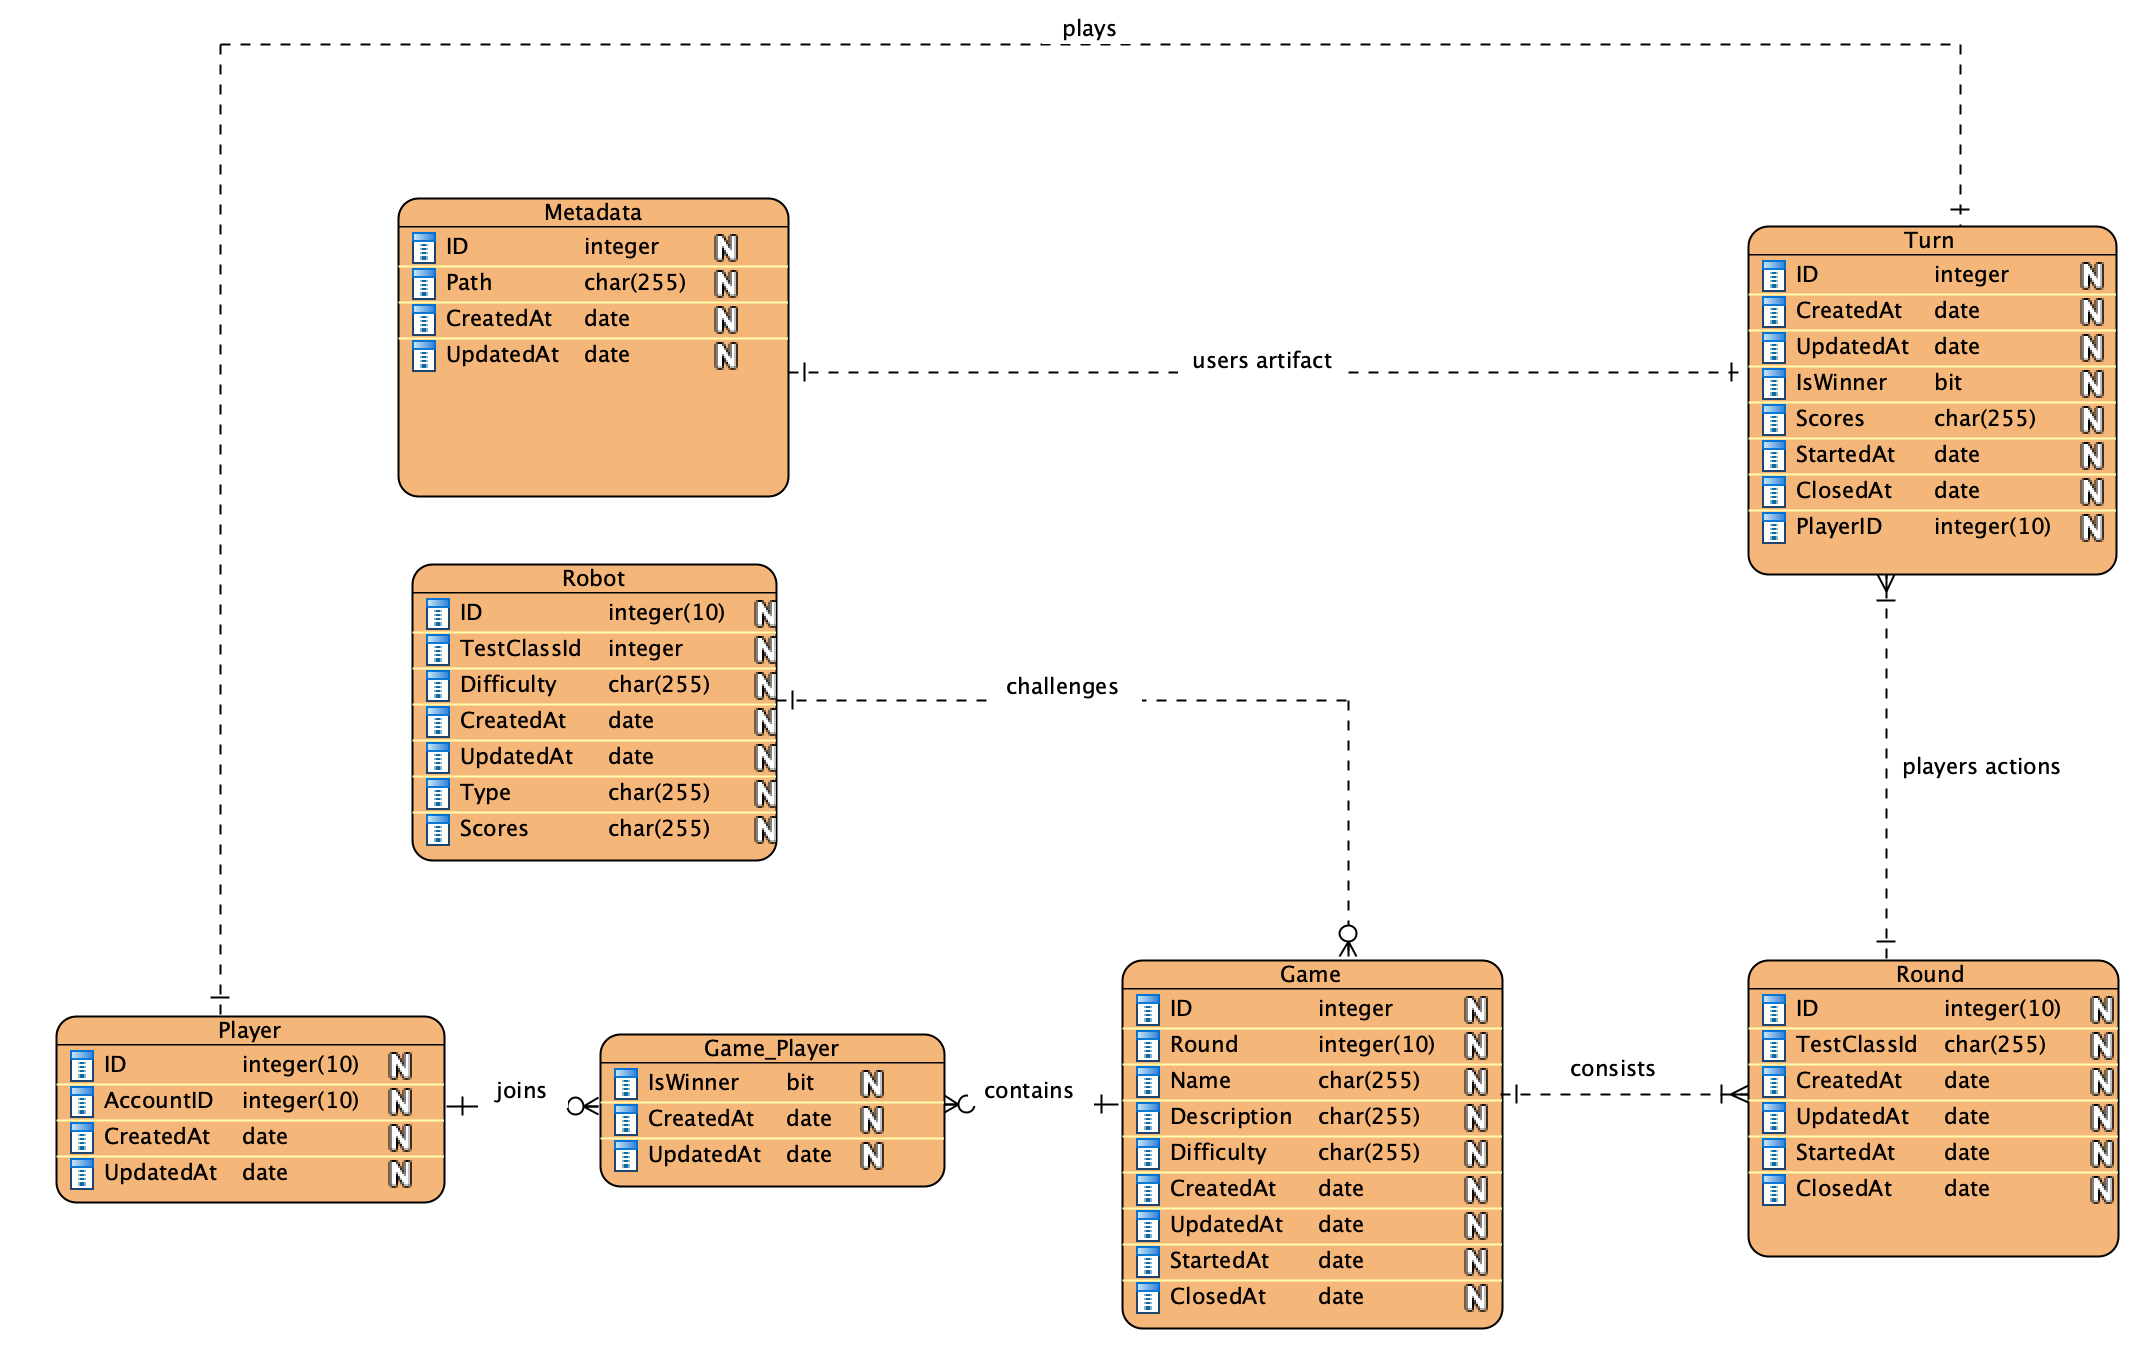 plays
Metadata
ID integer N
Path char(255) N
CreatedAt date N
UpdatedAt date N
users artifact
Turn
ID integer N
CreatedAt date N
UpdatedAt date N
IsWinner bit N
Scores char(255) N
StartedAt date N
ClosedAt date N
PlayerID integer(10) N
Robot
ID integer(10) N
TestClassId integer N
Difficulty char(255) N
CreatedAt date N
UpdatedAt date N
Type char(255) N
Scores char(255) N
challenges
players actions
Player
ID integer(10) N
AccountID integer(10) N
CreatedAt date N
UpdatedAt date N
joins
Game_Player
IsWinner bit N
CreatedAt date N
UpdatedAt date N
contains
Game
ID integer N
Round integer(10) N
Name char(255) N
Description char(255) N
Difficulty char(255) N
CreatedAt date N
UpdatedAt date N
StartedAt date N
ClosedAt date N
consists
Round
ID integer(10) N
TestClassId char(255) N
CreatedAt date N
UpdatedAt date N
StartedAt date N
ClosedAt date N